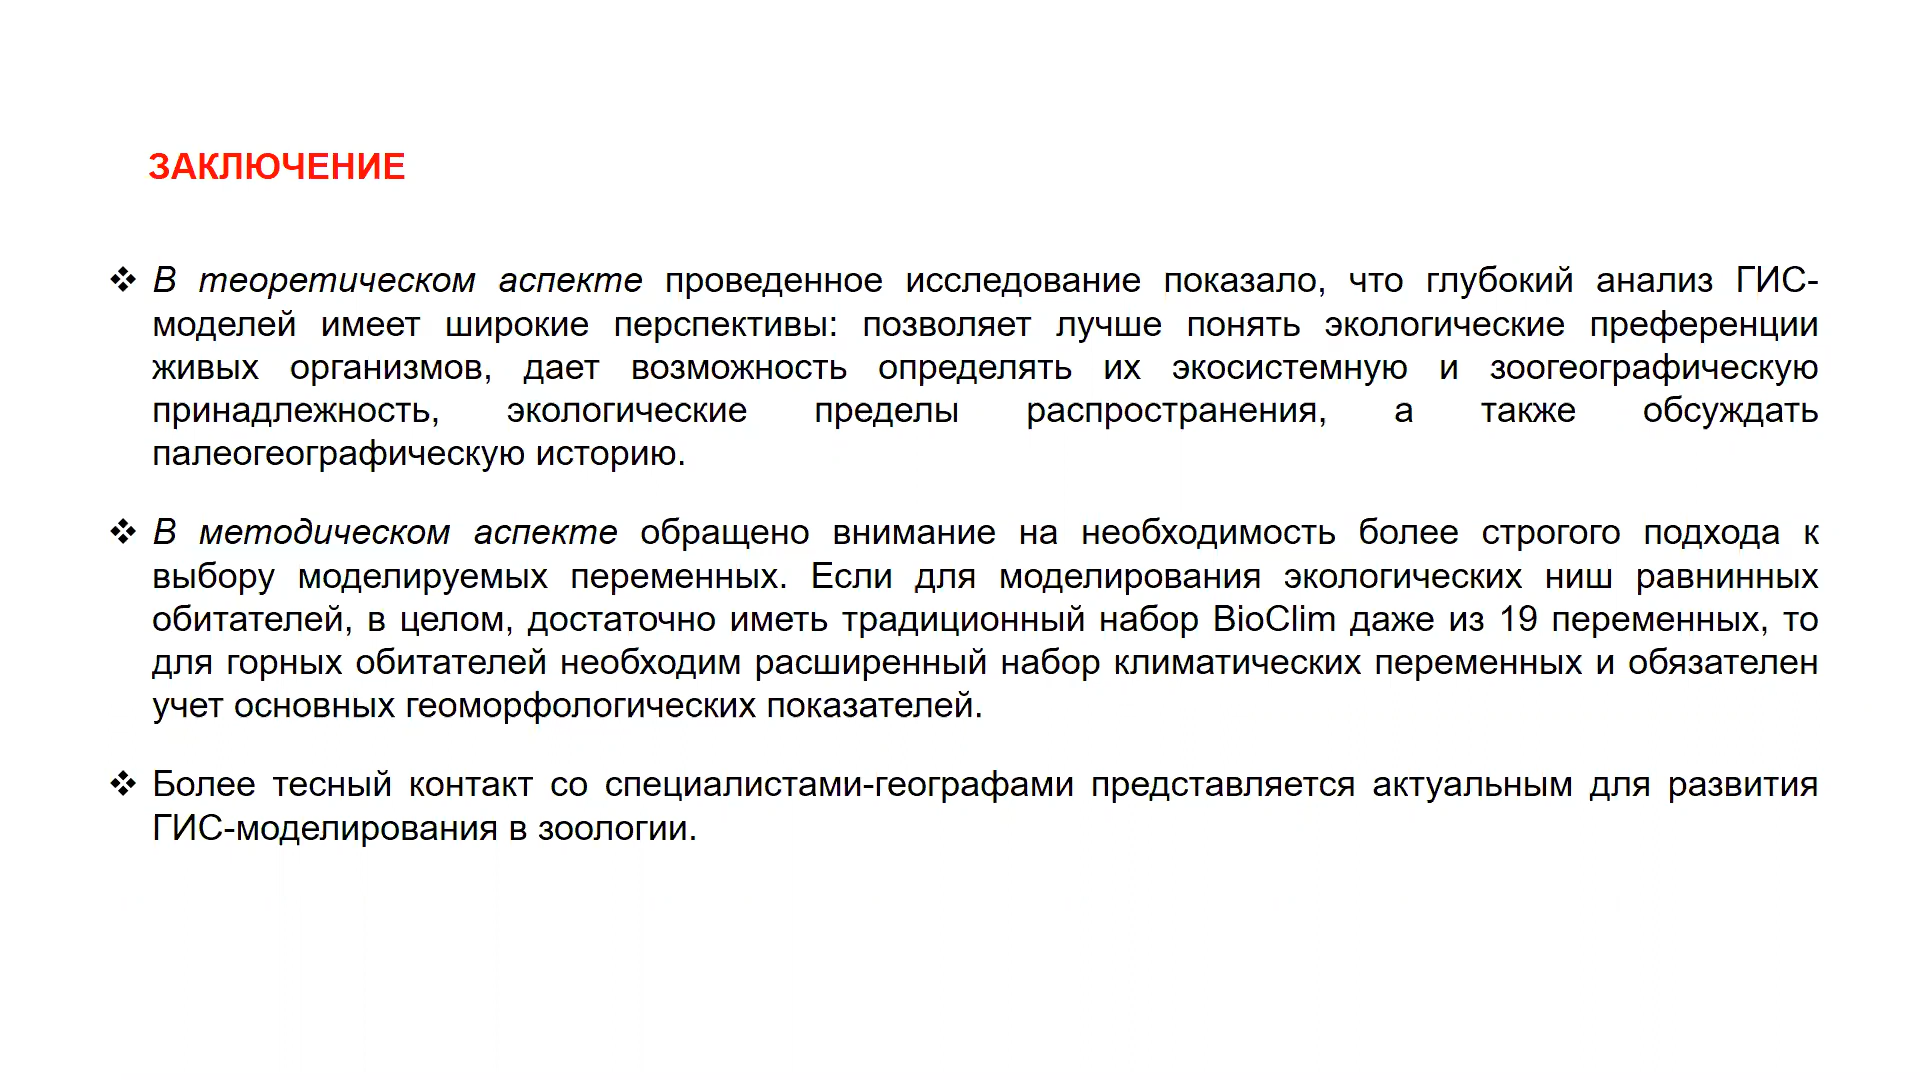 ЗАКЛЮЧЕНИЕ
❖ В теоретическом аспекте проведенное исследование показало, что глубокий анализ ГИС-
моделей имеет широкие перспективы: позволяет лучше понять экологические преференции
живых организмов, дает возможность определять их экосистемную и зоогеографическую
принадлежность, экологические пределы распространения, а также обсуждать
палеогеографическую историю.
❖ В методическом аспекте обращено внимание на необходимость более строгого подхода к
выбору моделируемых переменных. Если для моделирования экологических ниш равнинных
обитателей, в целом, достаточно иметь традиционный набор BioClim даже из 19 переменных, то
для горных обитателей необходим расширенный набор климатических переменных и обязателен
учет основных геоморфологических показателей.
❖ Более тесный контакт со специалистами-географами представляется актуальным для развития
ГИС-моделирования в зоологии.